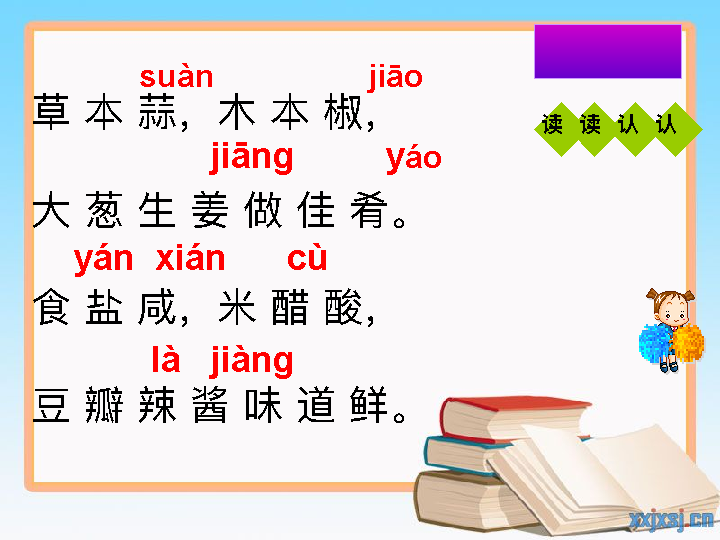 suàn jiāo
草本蒜，木本椒，
jiāng yáo
大葱生姜做佳肴。
yán xián cù
食盐咸，米醋酸，
là jiàng
豆瓣辣酱味道鲜。
读读认认
xxjxsj.cn